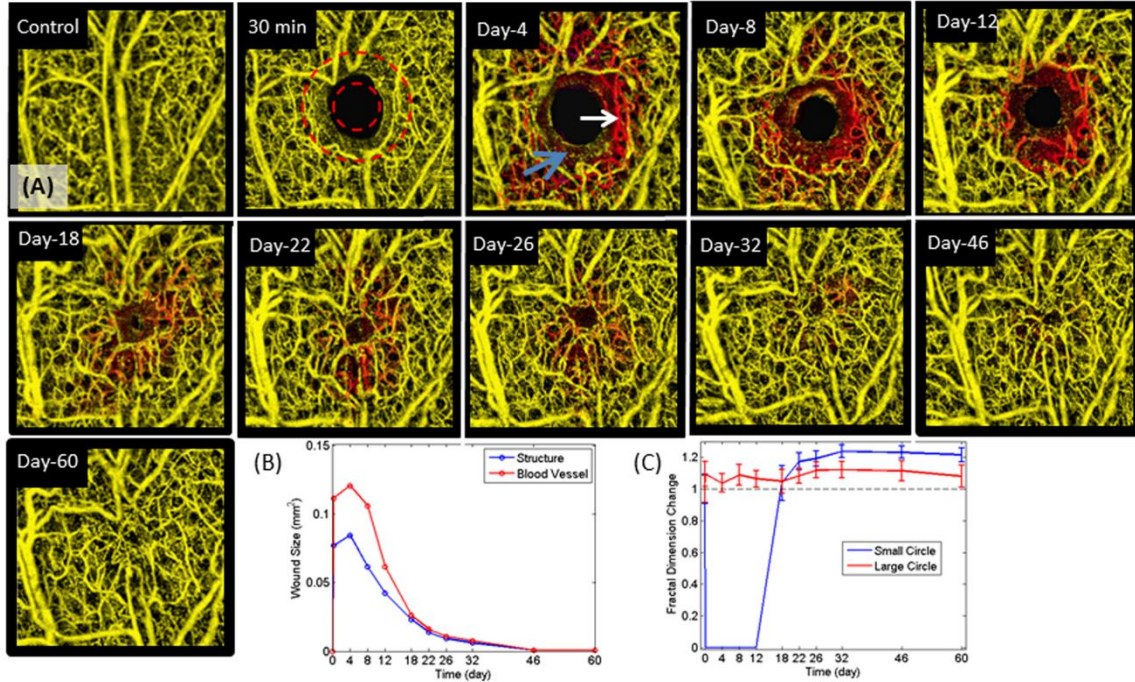 Control
30 min
Day-4
Day-8
Day-12
(A)
Day-18
Day-22
Day-26
Day-32
Day-46
Day-60
(B)
0.15
0.1
0.05
0
Wound Size (mm²)
Structure
Blood Vessel
0 4 8 12 18 22 26 32 46 60
Time (day)
(C)
1.2
1
0.8
0.6
0.4
0.2
0
Fractal Dimension Change
Small Circle
Large Circle
0 4 8 12 18 22 26 32 46 60
Time (day)